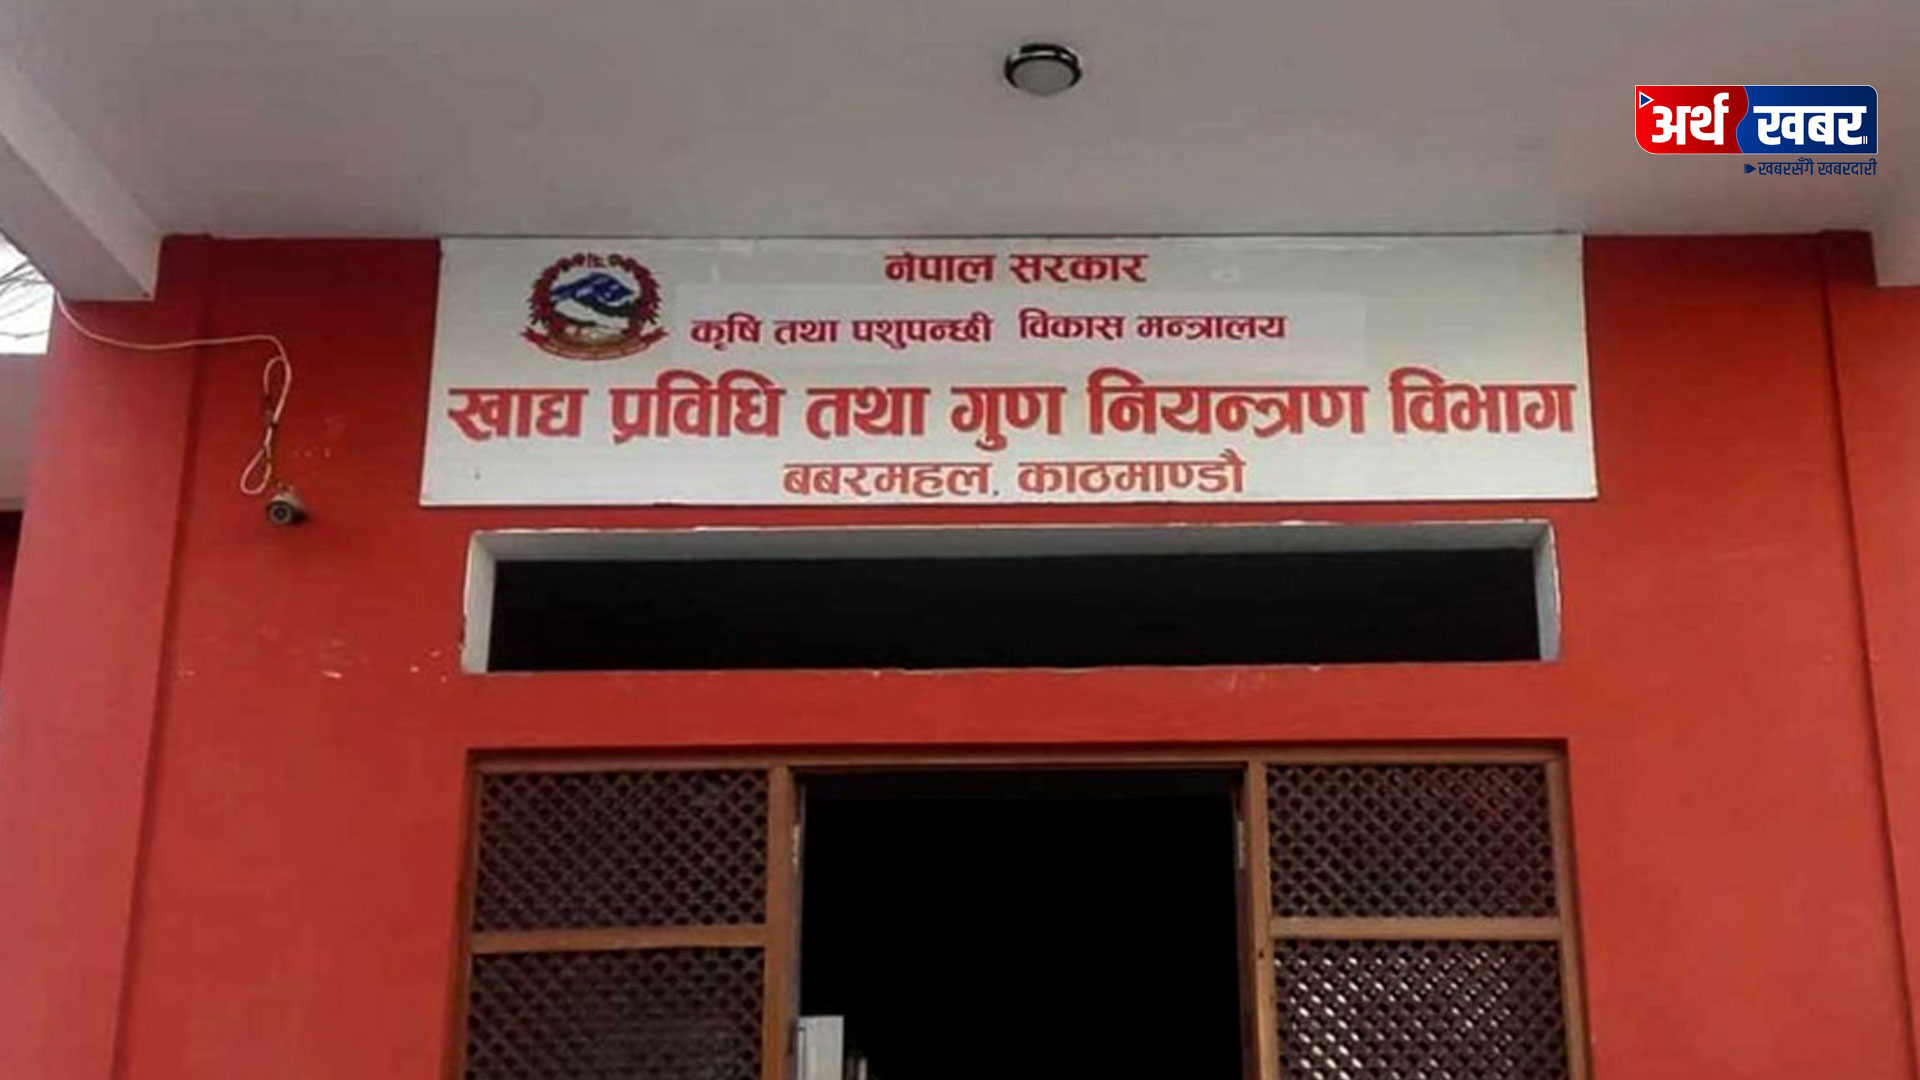 अर्थ खबर
खबरसँगै खबरदारी
नेपाल सरकार
कृषि तथा पशुपन्छी विकास मन्त्रालय
खाद्य प्रविधि तथा गुण नियन्त्रण विभाग
बबरमहल, काठमाण्डौ